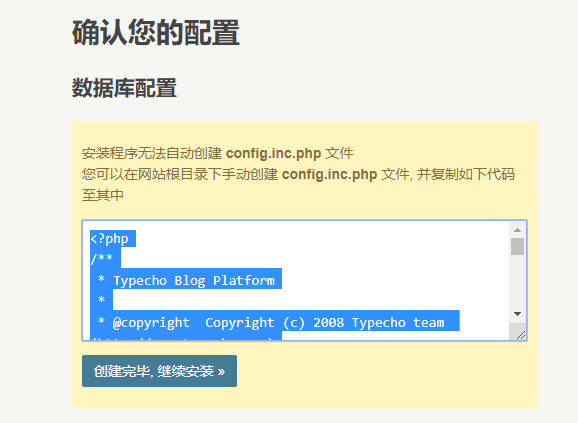 确认您的配置
数据库配置
安装程序无法自动创建 config.inc.php 文件
您可以在网站根目录下手动创建 config.inc.php 文件, 并复制如下代码
至其中
<?php
/**
 * Typecho Blog Platform
 *
 * @copyright  Copyright (c) 2008 Typecho team
创建完毕, 继续安装 »